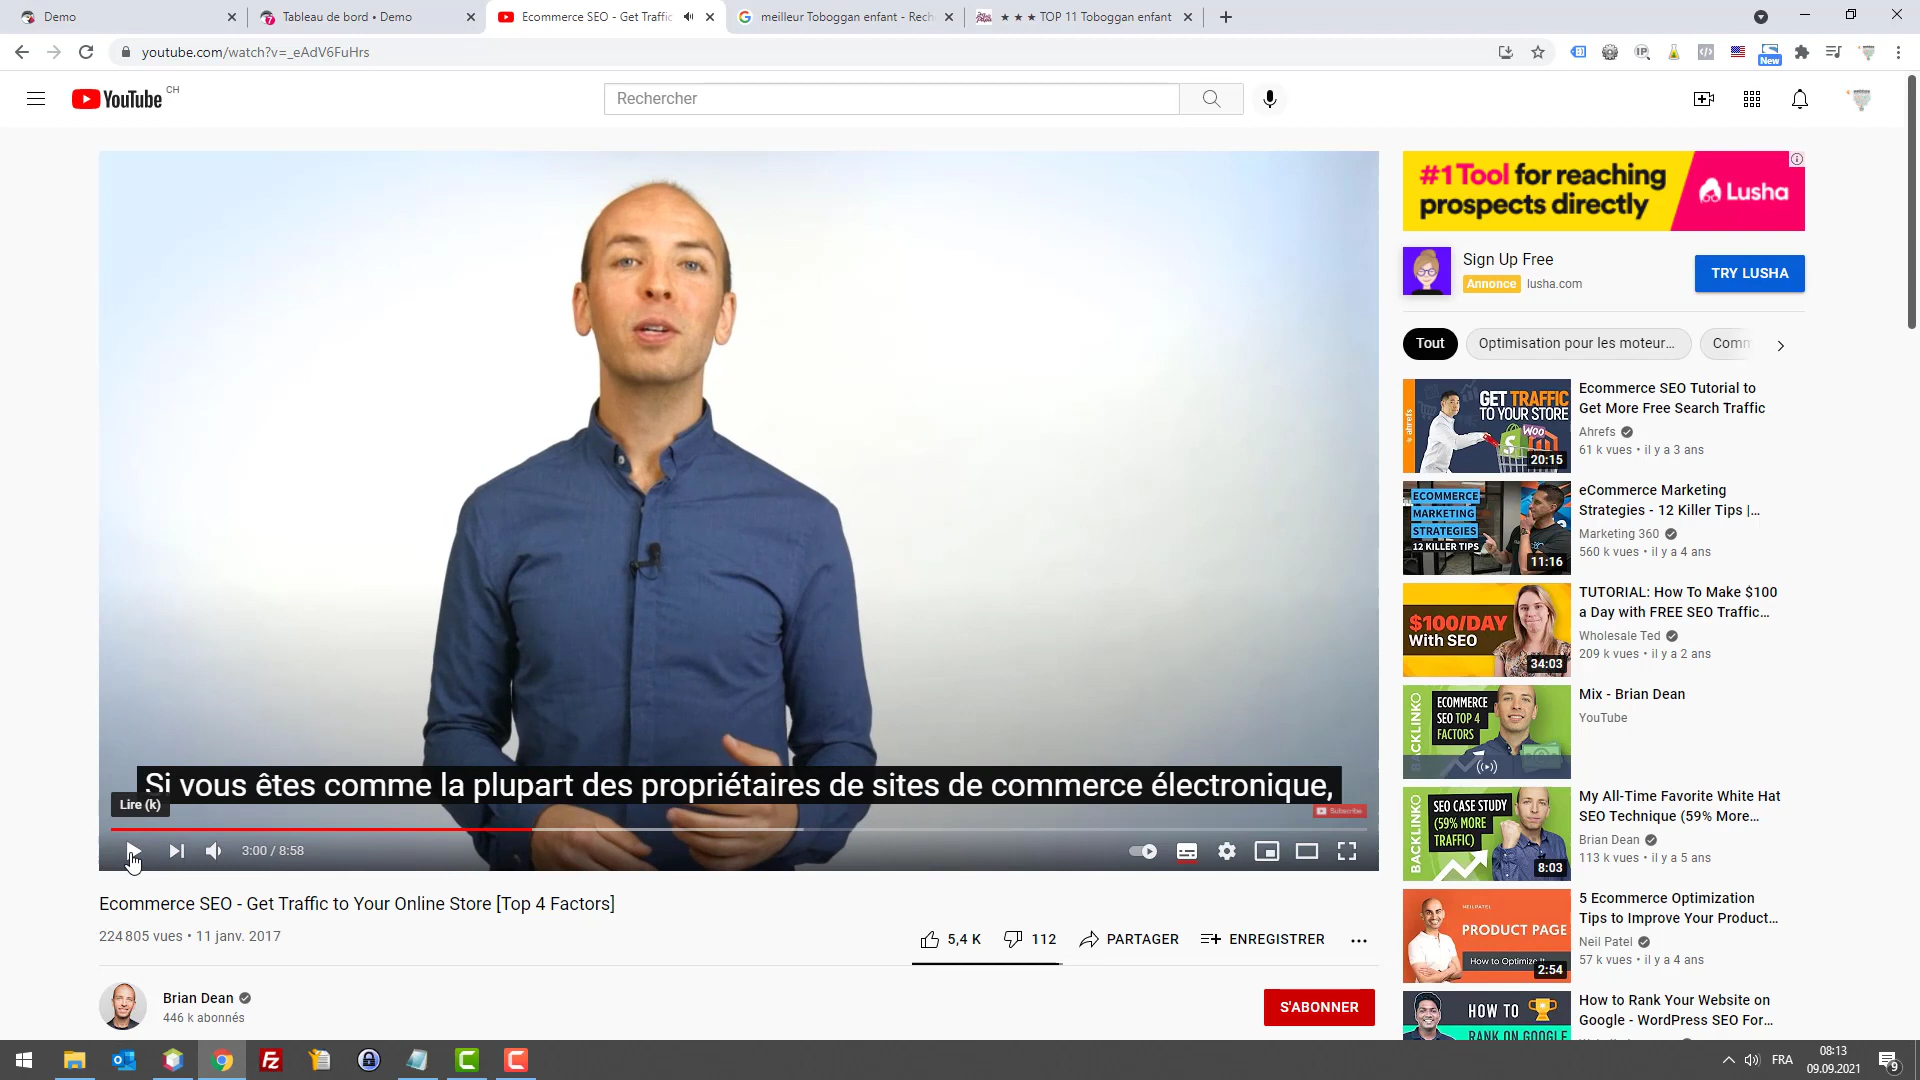 Demo
Tableau de bord • Demo
Ecommerce SEO - Get Traffic
meilleur Toboggan enfant - Rech
★ ★ ★ TOP 11 Toboggan enfant
youtube.com/watch?v=_eAdV6FuHrs
New
YouTube CH
Rechercher
#1 Tool for reaching
prospects directly
Lusha
Sign Up Free
Annonce lusha.com
TRY LUSHA
Tout
Optimisation pour les moteur...
Comm
GET TRAFFIC
TO YOUR STORE
ahrefs
Woo
20:15
Ecommerce SEO Tutorial to
Get More Free Search Traffic
Ahrefs
61 k vues • il y a 3 ans
ECOMMERCE
MARKETING
STRATEGIES
12 KILLER TIPS
11:16
eCommerce Marketing
Strategies - 12 Killer Tips |...
Marketing 360
560 k vues • il y a 4 ans
$100/DAY
With SEO
34:03
TUTORIAL: How To Make $100
a Day with FREE SEO Traffic...
Wholesale Ted
209 k vues • il y a 2 ans
BACKLINKO
ECOMMERCE
SEO TOP 4
FACTORS
Mix - Brian Dean
YouTube
BACKLINKO
SEO CASE STUDY
(59% MORE
TRAFFIC)
8:03
My All-Time Favorite White Hat
SEO Technique (59% More...
Brian Dean
113 k vues • il y a 5 ans
NEILPATEL
PRODUCT PAGE
How to Optimize It
2:54
5 Ecommerce Optimization
Tips to Improve Your Product...
Neil Patel
57 k vues • il y a 4 ans
HOW TO
RANK ON GOOGLE
How to Rank Your Website on
Google - WordPress SEO For...
Si vous êtes comme la plupart des propriétaires de sites de commerce électronique,
Lire (k)
Subscribe
3:00 / 8:58
Ecommerce SEO - Get Traffic to Your Online Store [Top 4 Factors]
224 805 vues • 11 janv. 2017
5,4 K
112
PARTAGER
ENREGISTRER
Brian Dean
446 k abonnés
S'ABONNER
FRA
08:13
09.09.2021
9